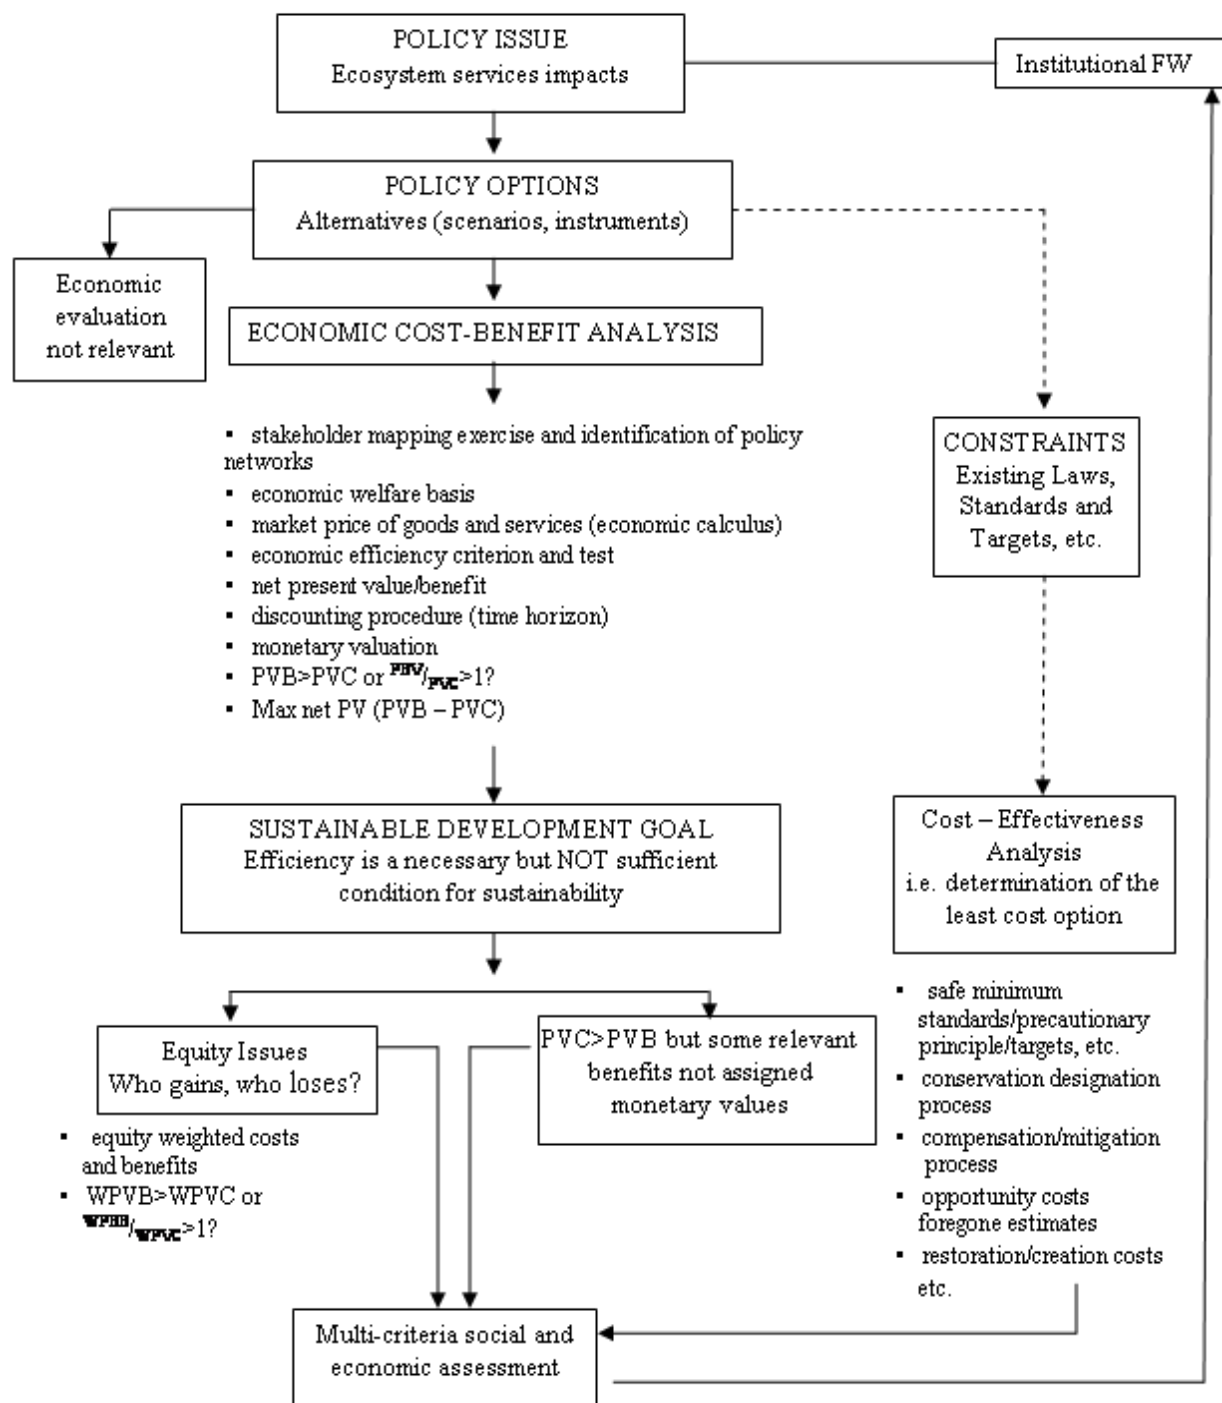 POLICY ISSUE
Ecosystem services impacts
Institutional FW
POLICY OPTIONS
Alternatives (scenarios, instruments)
Economic
evaluation
not relevant
ECONOMIC COST-BENEFIT ANALYSIS
▪ stakeholder mapping exercise and identification of policy
networks
▪ economic welfare basis
▪ market price of goods and services (economic calculus)
▪ economic efficiency criterion and test
▪ net present value/benefit
▪ discounting procedure (time horizon)
▪ monetary valuation
▪ PVB>PVC or /PVC>1?
▪ Max net PV (PVB – PVC)
CONSTRAINTS
Existing Laws,
Standards and
Targets, etc.
SUSTAINABLE DEVELOPMENT GOAL
Efficiency is a necessary but NOT sufficient
condition for sustainability
Cost – Effectiveness
Analysis
i.e. determination of the
least cost option
▪ safe minimum
standards/precautionary
principle/targets, etc.
▪ conservation designation
process
▪ compensation/mitigation
process
▪ opportunity costs
foregone estimates
▪ restoration/creation costs
etc.
Equity Issues
Who gains, who loses?
▪ equity weighted costs
and benefits
▪ WPVB>WPVC or
/WPVC>1?
PVC>PVB but some relevant
benefits not assigned
monetary values
Multi-criteria social and
economic assessment